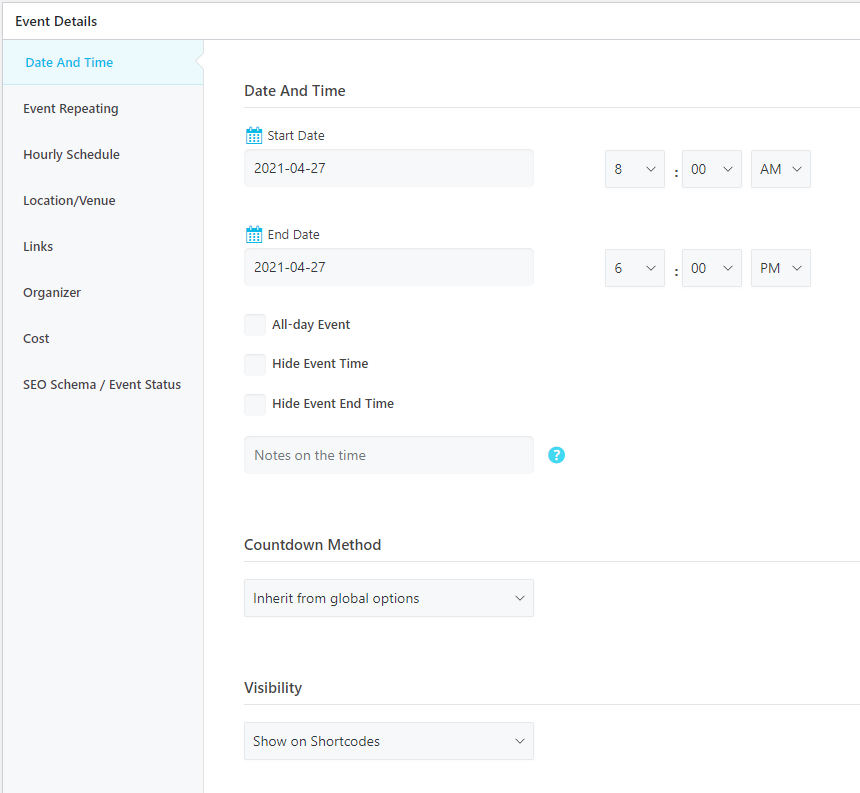 Event Details
Date And Time
Event Repeating
Hourly Schedule
Location/Venue
Links
Organizer
Cost
SEO Schema / Event Status
Date And Time
Start Date
2021-04-27 8 : 00 AM
End Date
2021-04-27 6 : 00 PM
All-day Event
Hide Event Time
Hide Event End Time
Notes on the time ?
Countdown Method
Inherit from global options
Visibility
Show on Shortcodes